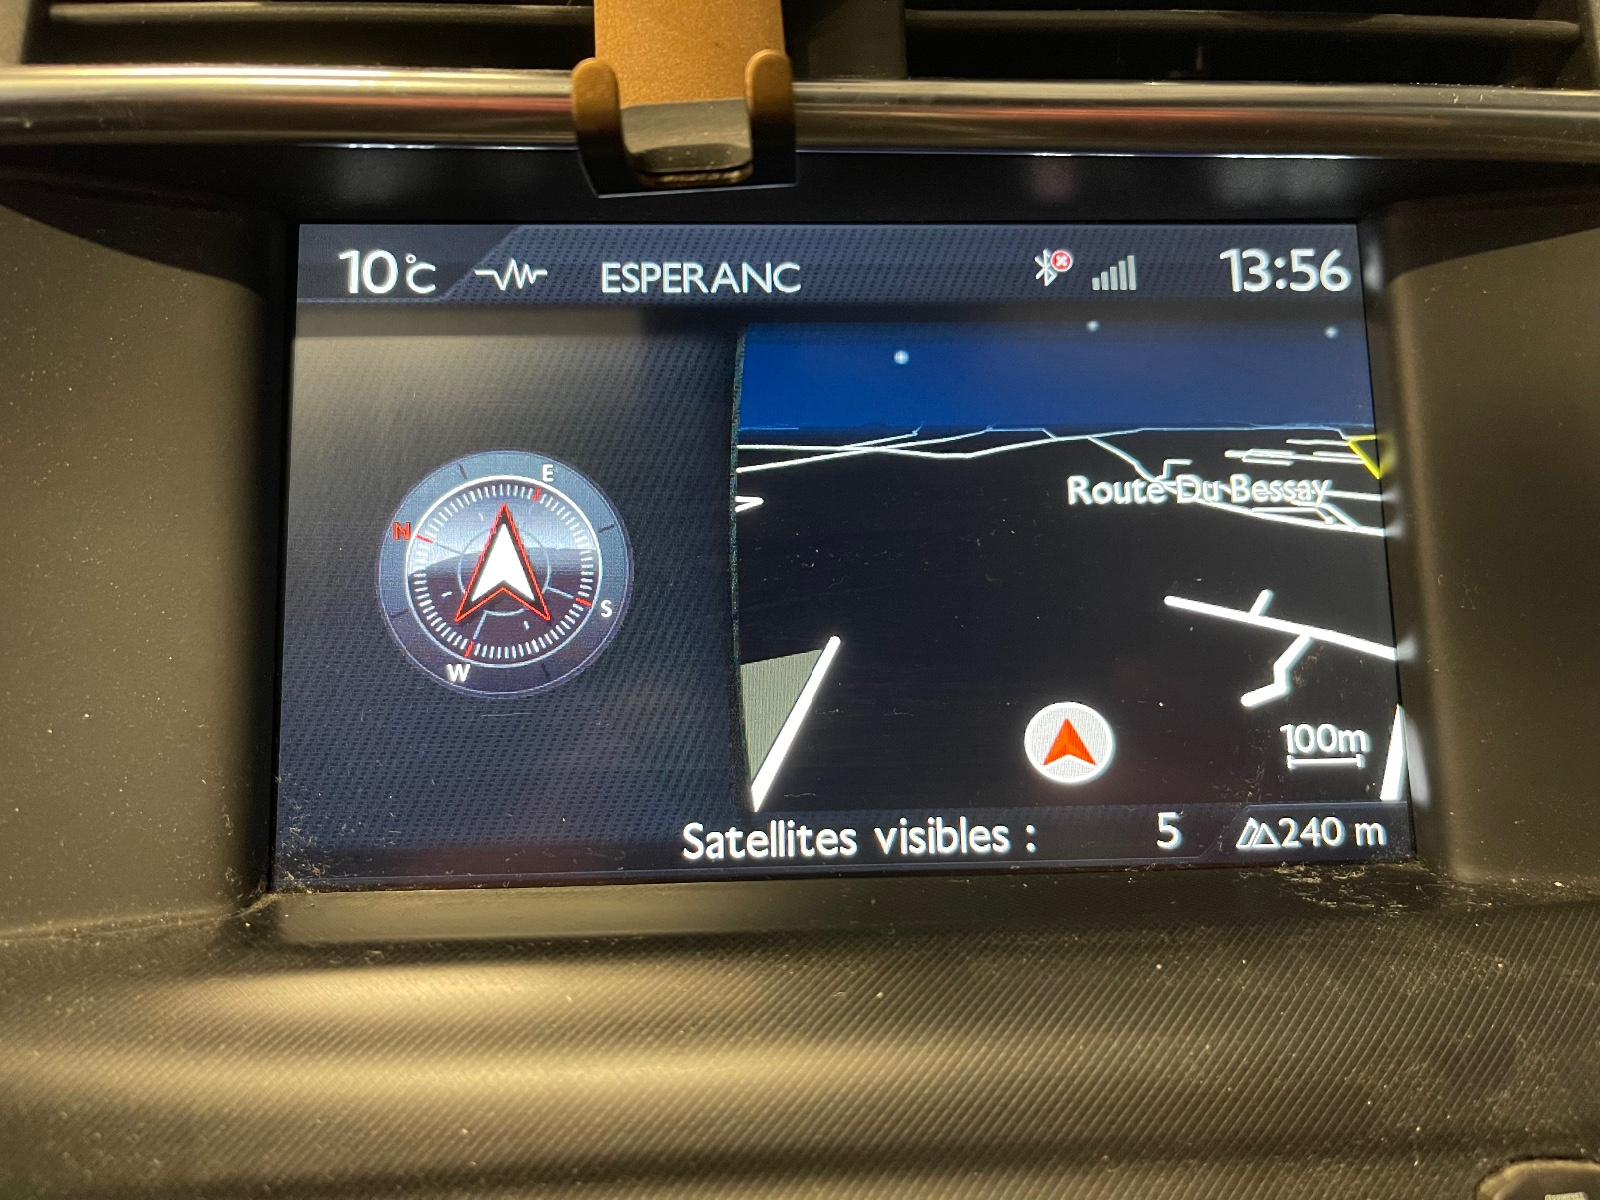 10°C
ESPERANC
13:56
E
N
S
W
Route Du Bessay
100m
Satellites visibles : 5
240 m